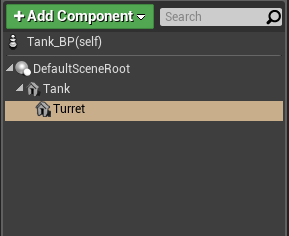 +Add Component Search
Tank_BP(self)
DefaultSceneRoot
Tank
Turret